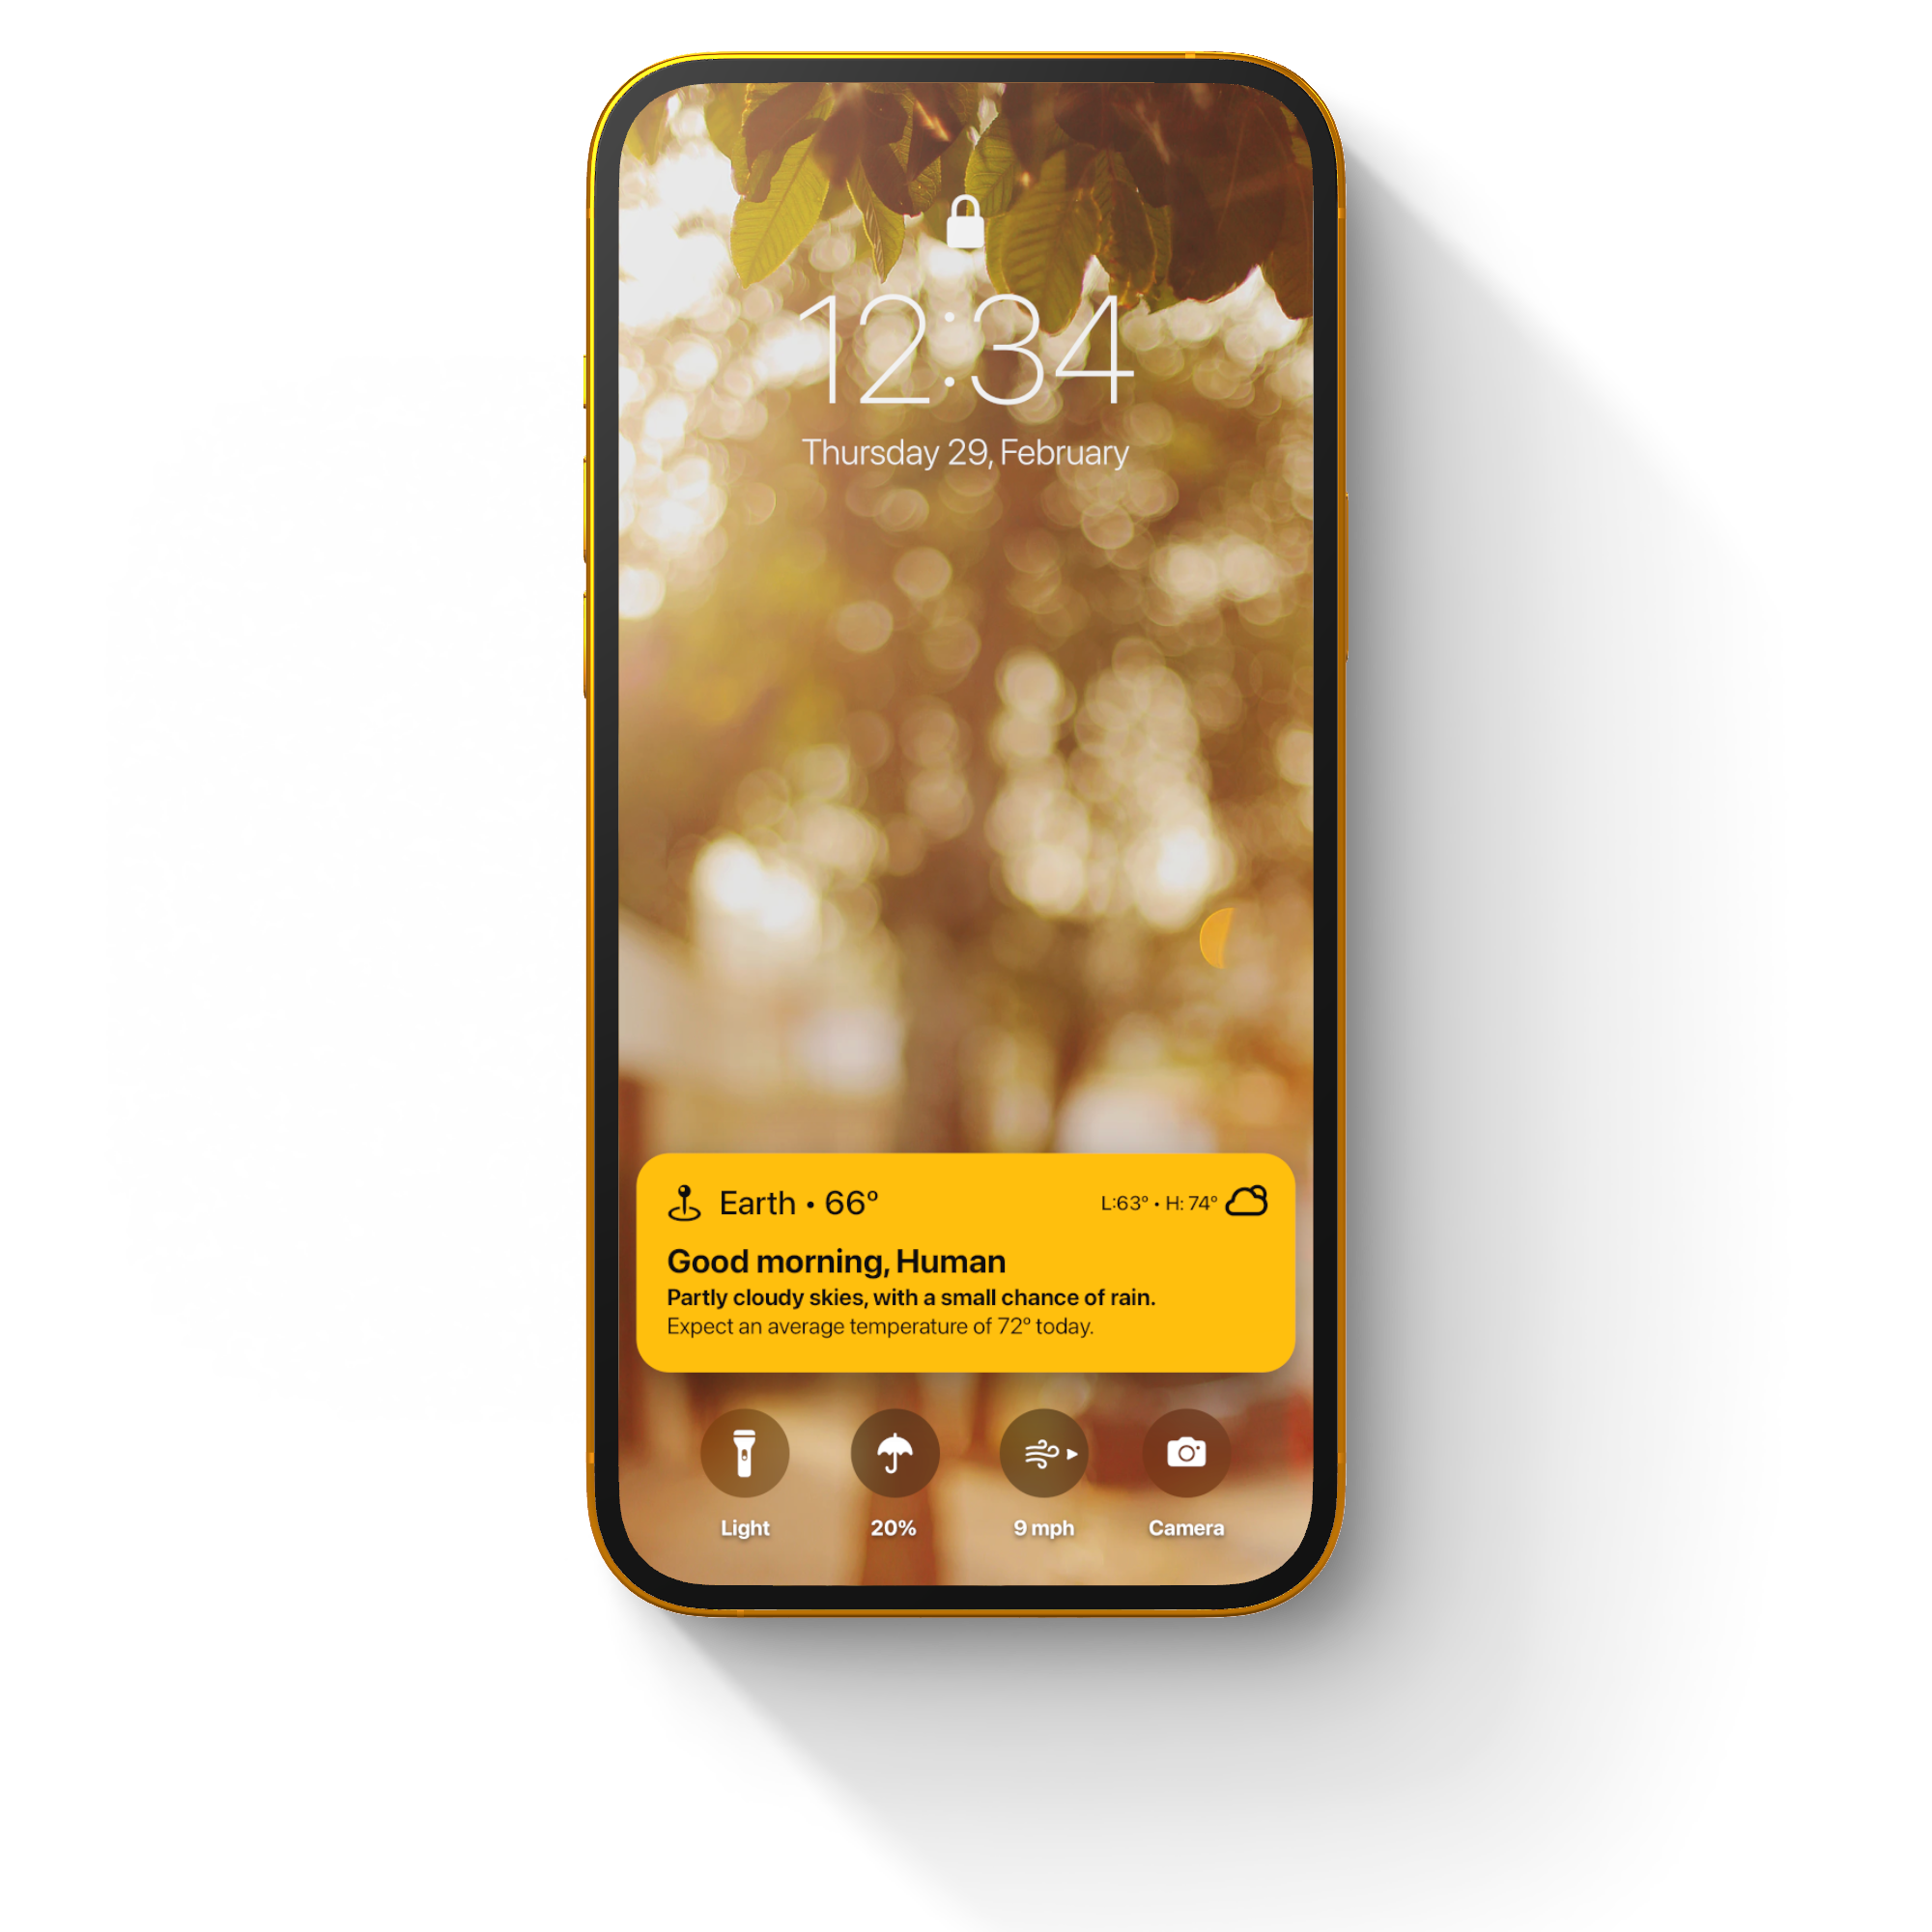 12:34
Thursday 29, February
Earth • 66°
L:63° • H: 74°
Good morning, Human
Partly cloudy skies, with a small chance of rain.
Expect an average temperature of 72° today.
Light
20%
9 mph
Camera